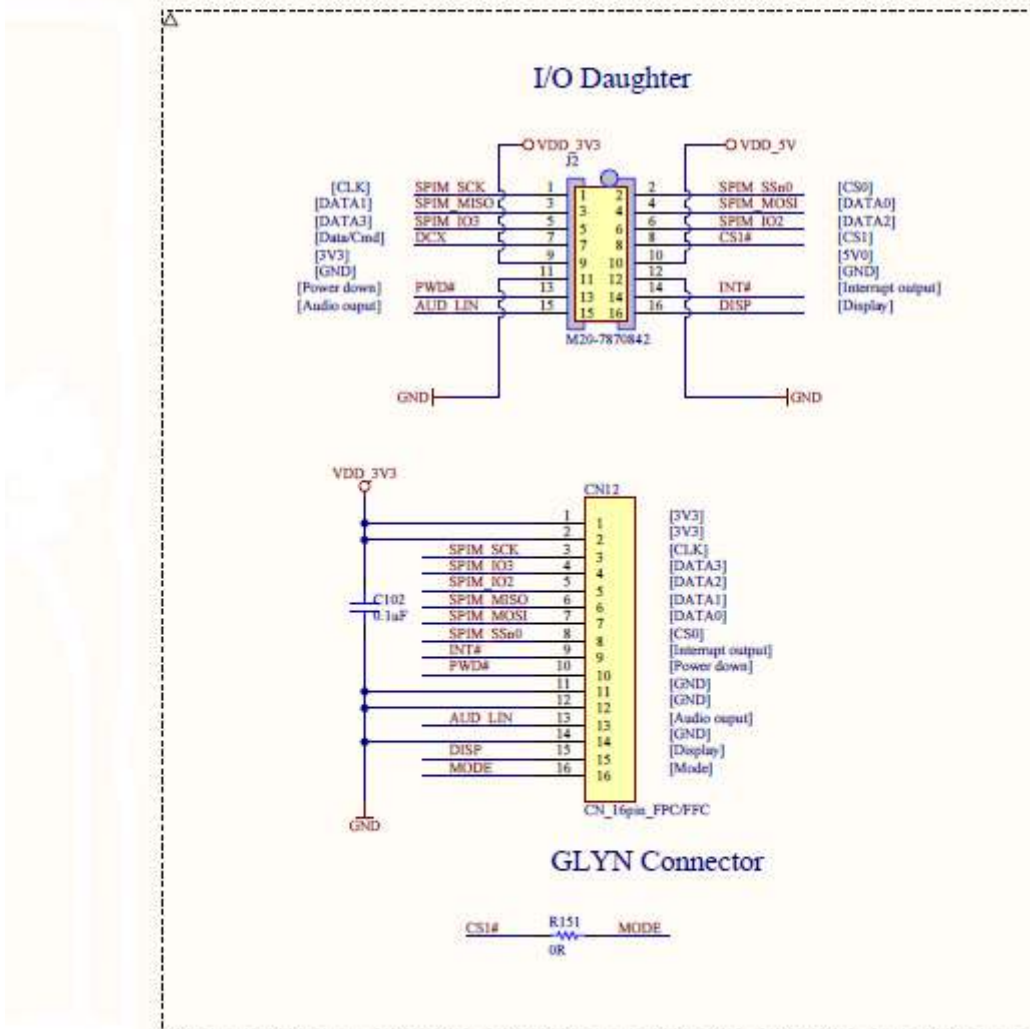 I/O Daughter
VDD_3V3 VDD_5V
J2
[CLK] SPIM_SCK 1 1 2 2 SPIM_SSn0 [CS0]
[DATA1] SPIM_MISO 3 3 4 4 SPIM_MOSI [DATA0]
[DATA3] SPIM_IO3 5 5 6 6 SPIM_IO2 [DATA2]
[Data/Cmd] DCX 7 7 8 8 CS1# [CS1]
[3V3] 9 9 10 10 [5V0]
[GND] 11 11 12 12 [GND]
[Power down] PWD# 13 13 14 14 INT# [Interrupt output]
[Audio ouput] AUD_LIN 15 15 16 16 DISP [Display]
M20-7870842
GND GND
VDD_3V3
CN12
1 1 [3V3]
2 2 [3V3]
SPIM_SCK 3 3 [CLK]
SPIM_IO3 4 4 [DATA3]
SPIM_IO2 5 5 [DATA2]
C102 SPIM_MISO 6 6 [DATA1]
0.1uF SPIM_MOSI 7 7 [DATA0]
SPIM_SSn0 8 8 [CS0]
INT# 9 9 [Interrupt output]
PWD# 10 10 [Power down]
11 11 [GND]
12 12 [GND]
AUD_LIN 13 13 [Audio ouput]
14 14 [GND]
DISP 15 15 [Display]
MODE 16 16 [Mode]
CN_16pin_FPC/FFC
GND
GLYN Connector
CS1# R151 MODE
0R